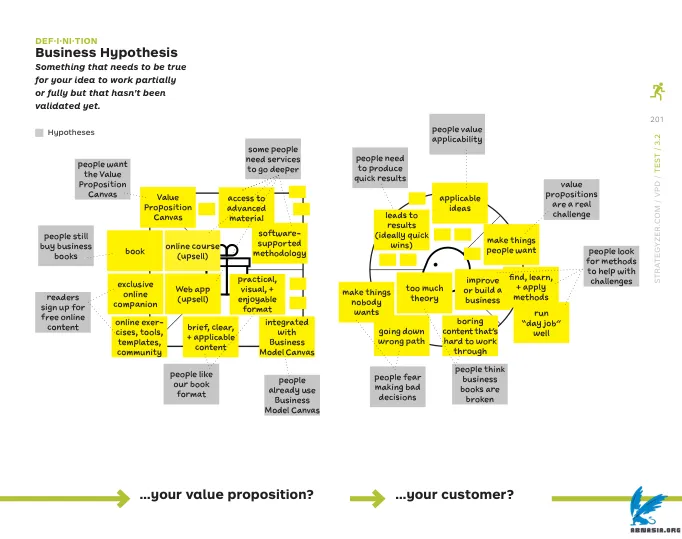 DEF·I·NI·TION
Business Hypothesis
Something that needs to be true
for your idea to work partially
or fully but that hasn't been
validated yet.
Hypotheses
people want
the Value
Proposition
Canvas
some people
need services
to go deeper
Value
Proposition
Canvas
access to
advanced
material
people still
buy business
books
book
online course
(upsell)
software-
supported
methodology
readers
sign up for
free online
content
exclusive
online
companion
Web app
(upsell)
practical,
visual, +
enjoyable
format
online exer-
cises, tools,
templates,
community
brief, clear,
+ applicable
content
integrated
with
Business
Model Canvas
people like
our book
format
people
already use
Business
Model Canvas
people value
applicability
people need
to produce
quick results
applicable
ideas
value
propositions
are a real
challenge
leads to
results
(ideally quick
wins)
make things
people want
people look
for methods
to help with
challenges
make things
nobody
wants
too much
theory
improve
or build a
business
find, learn,
+ apply
methods
going down
wrong path
boring
content that's
hard to work
through
run
"day job"
well
people fear
making bad
decisions
people think
business
books are
broken
201
STRATEGYZER.COM / VPD / TEST / 3.2
...your value proposition?
...your customer?
ARMASIA.ORG